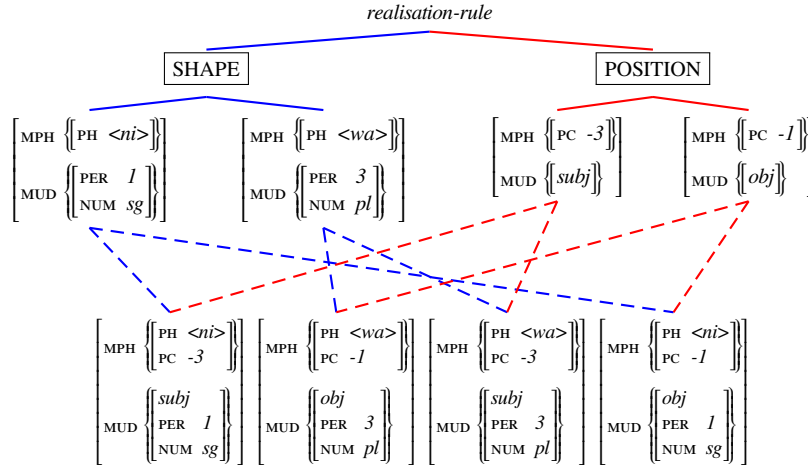 realisation-rule
SHAPE POSITION
MPH {[PH <ni>]} MPH {[PH <wa>]} MPH {[PC -3]} MPH {[PC -1]}
MUD {[PER 1 NUM sg]} MUD {[PER 3 NUM pl]} MUD {[subj]} MUD {[obj]}
PH <ni> PH <wa> PH <wa> PH <ni>
MPH PC -3 MPH PC -1 MPH PC -3 MPH PC -1
subj obj subj obj
MUD PER 1 MUD PER 3 MUD PER 3 MUD PER 1
NUM sg NUM pl NUM pl NUM sg